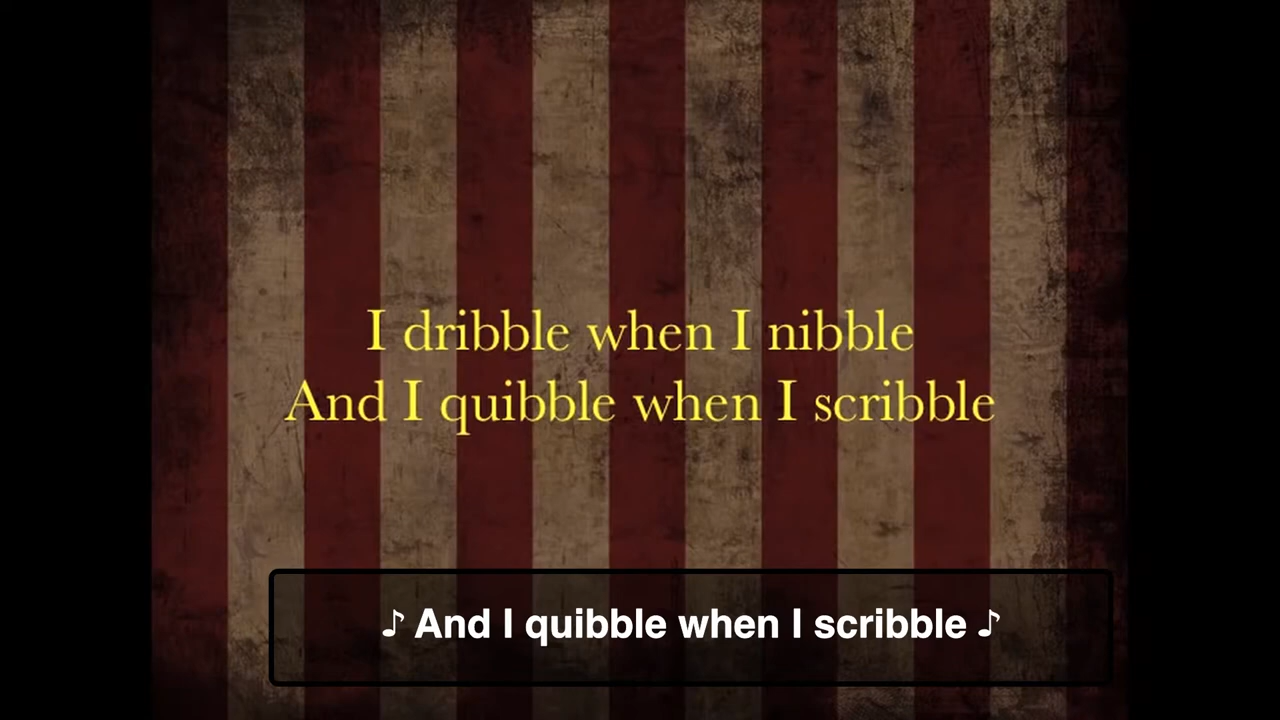 I dribble when I nibble
And I quibble when I scribble
♪ And I quibble when I scribble ♪